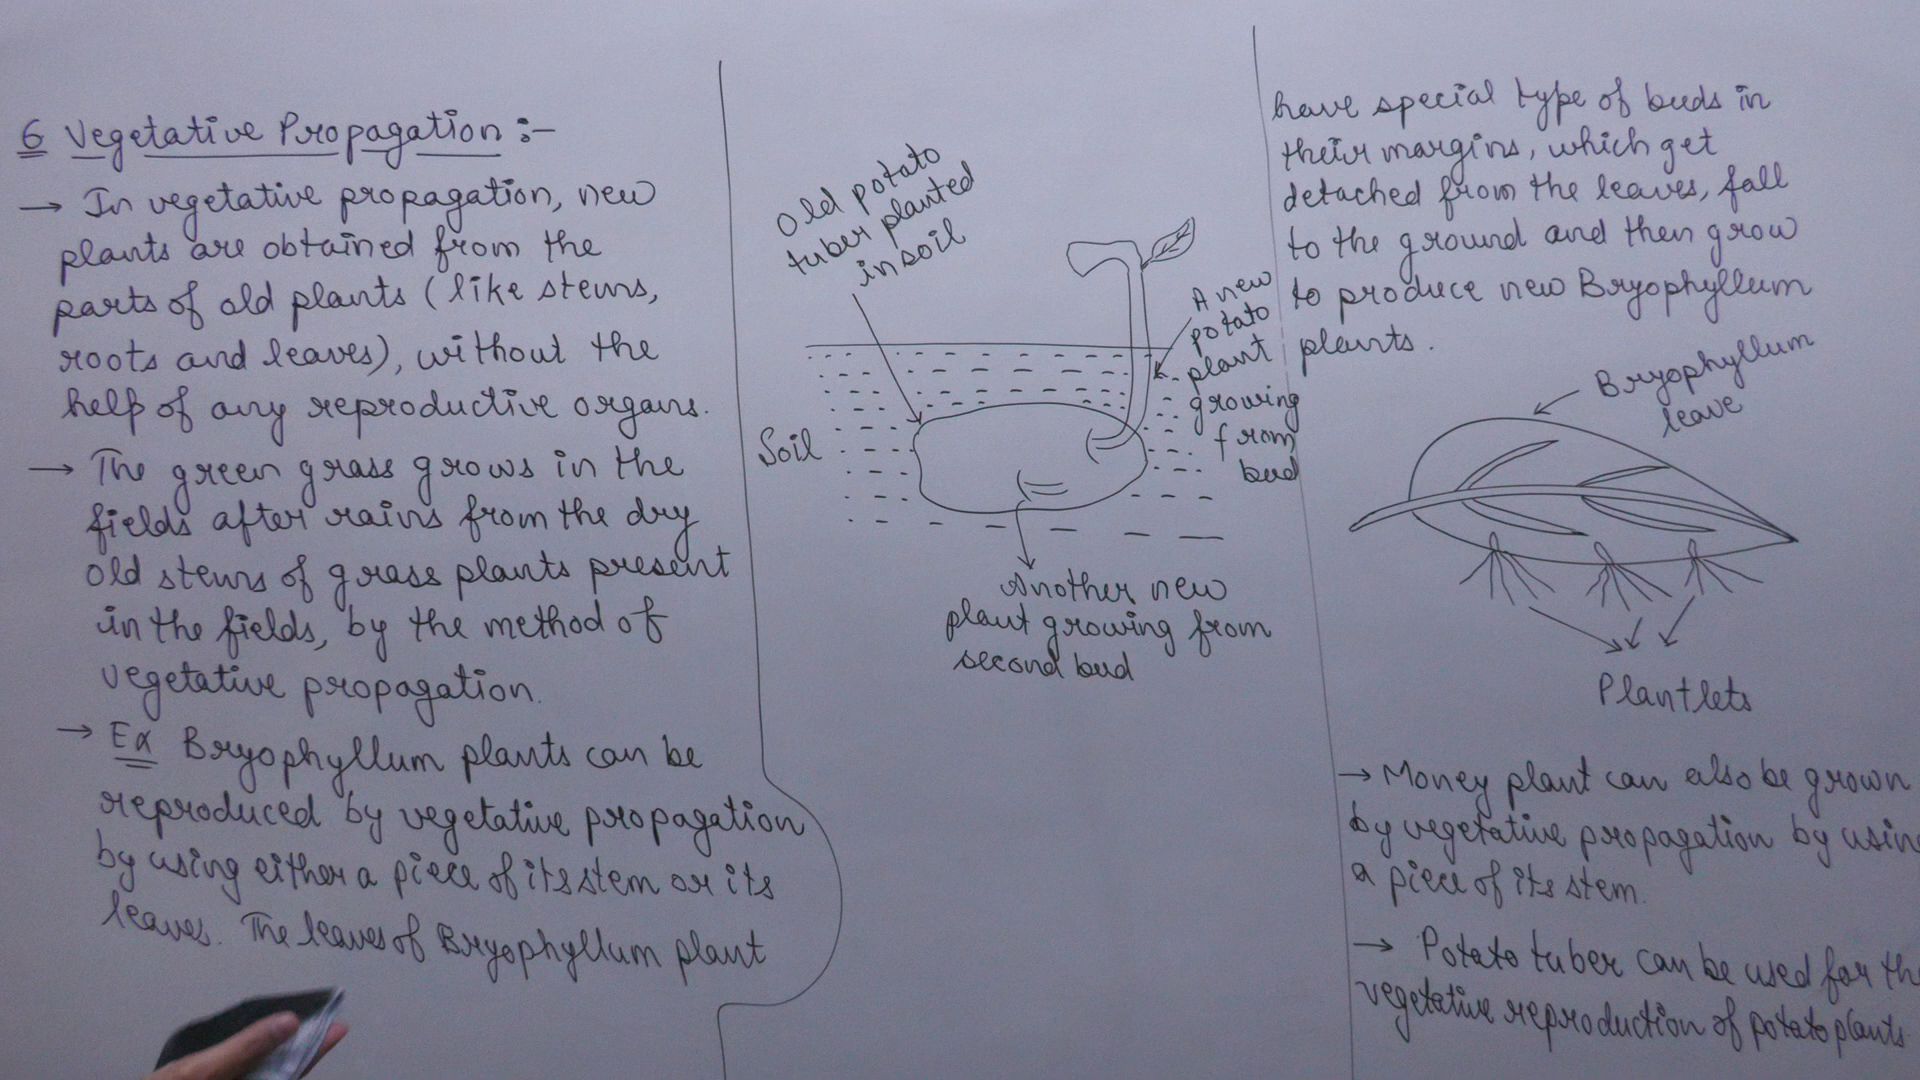 6 Vegetative Propagation :-
→ In vegetative propagation, new
plants are obtained from the
parts of old plants (like stems,
roots and leaves), without the
help of any reproductive organs.
→ The green grass grows in the
fields after rains from the dry
old stems of grass plants present
in the fields, by the method of
vegetative propagation.
→ Ex Bryophyllum plants can be
reproduced by vegetative propagation
by using either a piece of its stem or its
leaves. The leaves of Bryophyllum plant
Old potato
tuber planted
in soil
A new
potato
plant
growing
from
bud
Soil
Another new
plant growing from
second bud
have special type of buds in
their margins, which get
detached from the leaves, fall
to the ground and then grow
to produce new Bryophyllum
plants.
Bryophyllum
leave
Plantlets
→ Money plant can also be grown
by vegetative propagation by usin
a piece of its stem.
→ Potato tuber can be used for th
vegetative reproduction of potato plants.